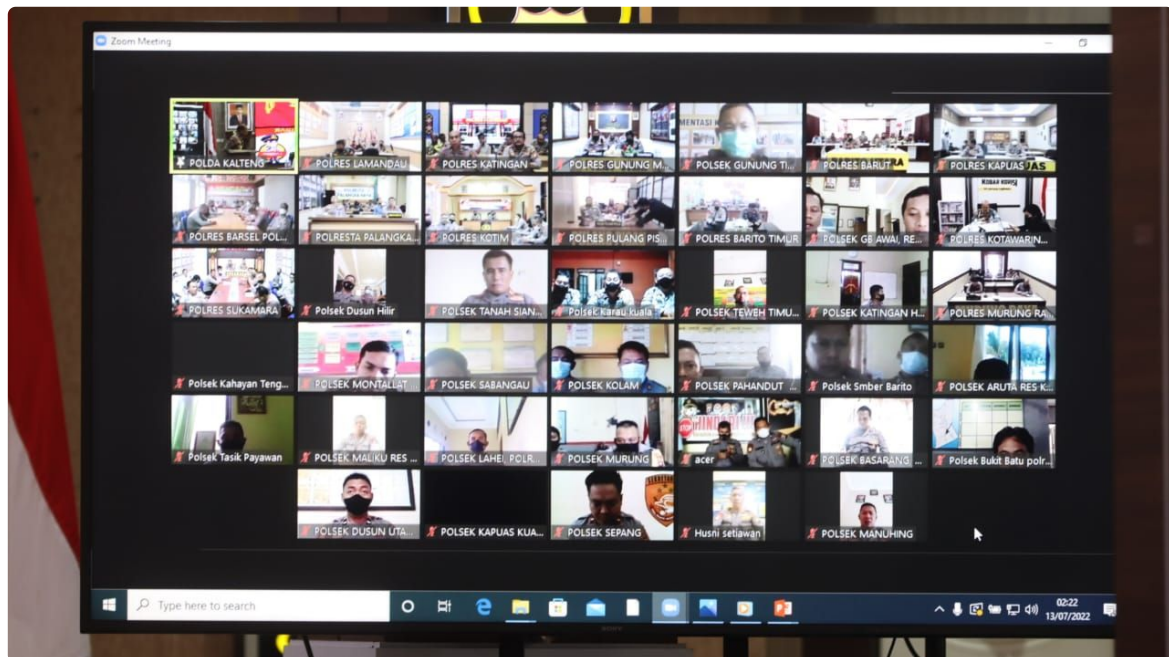 Zoom Meeting
POLDA KALTENG
POLRES LAMANDAU
POLRES KATINGAN
POLRES GUNUNG M...
MENTASI
POLSEK GUNUNG TI...
POLRES BARUT
POLRES KAPUAS
POLRES BARSEL POL...
POLRESTA PALANGKA...
POLRES KOTIM
POLRES PULANG PIS...
POLRES BARITO TIMUR
POLSEK GB AWAI, RE...
POLRES KOTAWARIN...
POLRES SUKAMARA
Polsek Dusun Hilir
POLSEK TANAH SIAN...
Polsek Karau kuala
POLSEK TEWEH TIMU...
POLSEK KATINGAN H...
POLRES MURUNG RA...
Polsek Kahayan Teng...
POLSEK MONTALLAT ...
POLSEK SABANGAU
POLSEK KOLAM
POLSEK PAHANDUT ...
Polsek Smber Barito
POLSEK ARUTA RES K...
Polsek Tasik Payawan
POLSEK MALIKU RES ...
POLSEK LAHEI, POLR...
POLSEK MURUNG
STOP
acer
POLSEK BASARANG ...
Polsek Bukit Batu polr...
POLSEK DUSUN UTA...
POLSEK KAPUAS KUA...
POLSEK SEPANG
Husni setiawan
POLSEK MANUHING
Type here to search
02:22
13/07/2022
SONY